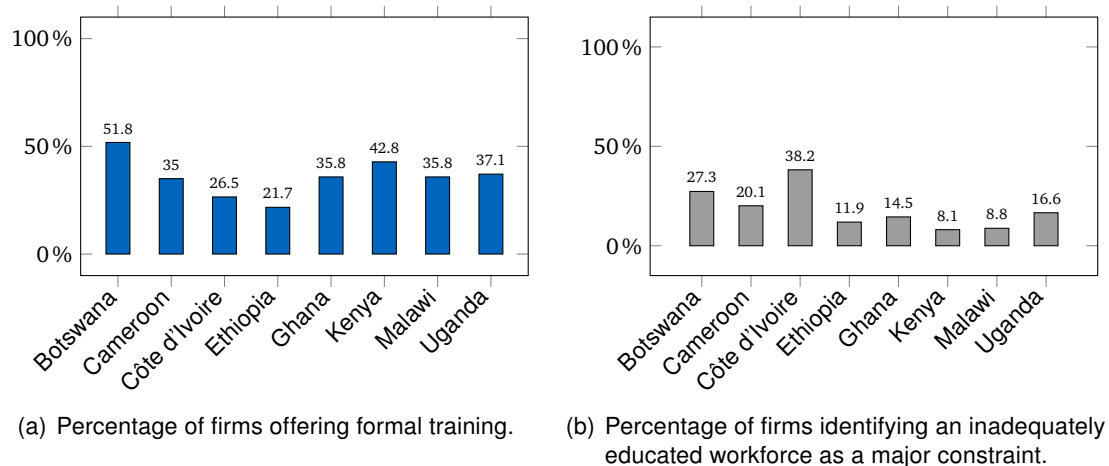 100 %
50 %
0 %
51.8
35
26.5
21.7
35.8
42.8
35.8
37.1
Botswana
Cameroon
Côte d'Ivoire
Ethiopia
Ghana
Kenya
Malawi
Uganda
(a) Percentage of firms offering formal training.
100 %
50 %
0 %
27.3
20.1
38.2
11.9
14.5
8.1
8.8
16.6
Botswana
Cameroon
Côte d'Ivoire
Ethiopia
Ghana
Kenya
Malawi
Uganda
(b) Percentage of firms identifying an inadequately
educated workforce as a major constraint.